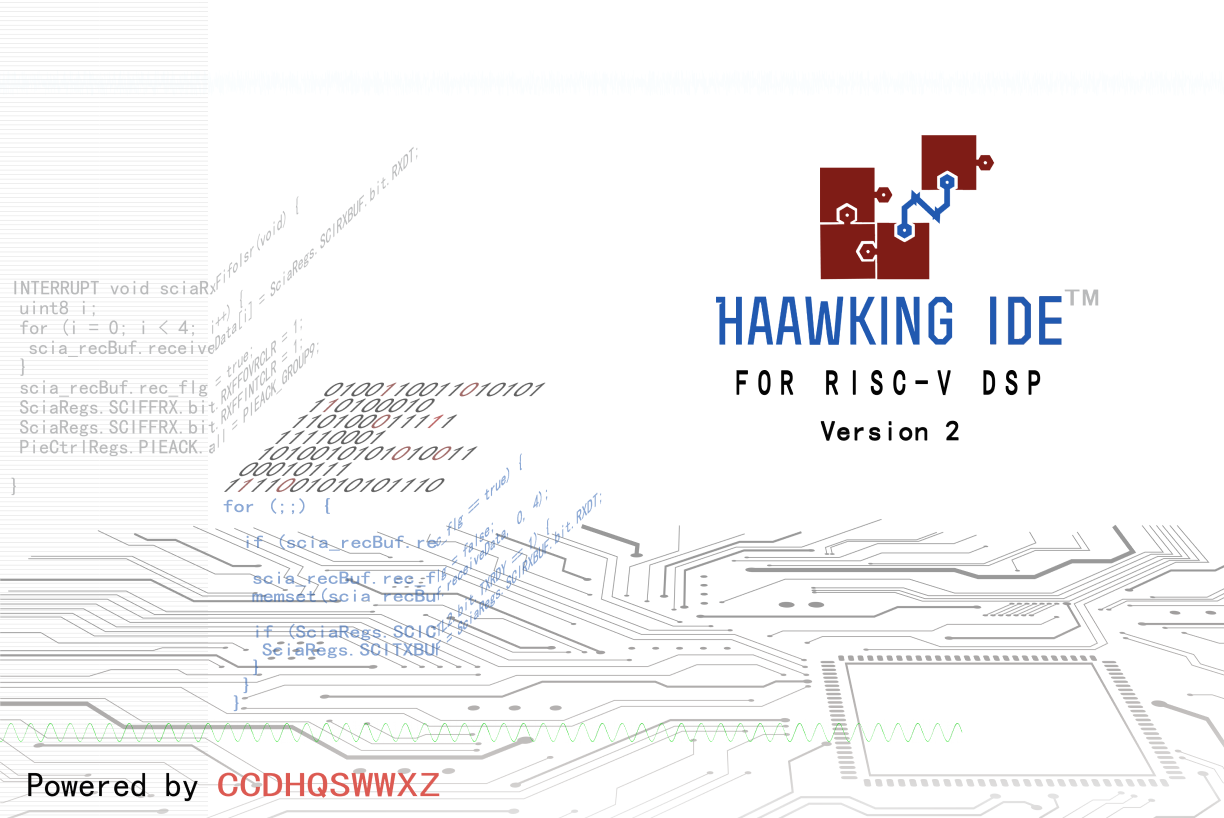 INTERRUPT void sciaRxFifoIsr(void) {
uint8 i;
for (i = 0; i < 4; i++) {
scia_recBuf.receiveData[i] = SciaRegs.SCIRXBUF.bit.RXDT;
}
scia_recBuf.rec_flg = true;
SciaRegs.SCIFFRX.bit.RXFFOVRCLR = 1;
SciaRegs.SCIFFRX.bit.RXFFINTCLR = 1;
PieCtrlRegs.PIEACK.all = PIEACK_GROUP9;
}
010011001101010101
110100010
110100011111
11110001
1010010101010011
00010111
1111001010101110
for (;;) {
if (scia_recBuf.rec_flg == true) {
scia_recBuf.rec_flg = false;
memset(scia_recBuf.receiveData, 0, 4);
if (SciaRegs.SCICTL2.bit.TXRDY == 1) {
SciaRegs.SCITXBUF = SciaRegs.SCIRXBUF.bit.RXDT;
}
}
}
HAAWKING IDE™
FOR RISC-V DSP
Version 2
Powered by CCDHQSWWXZ